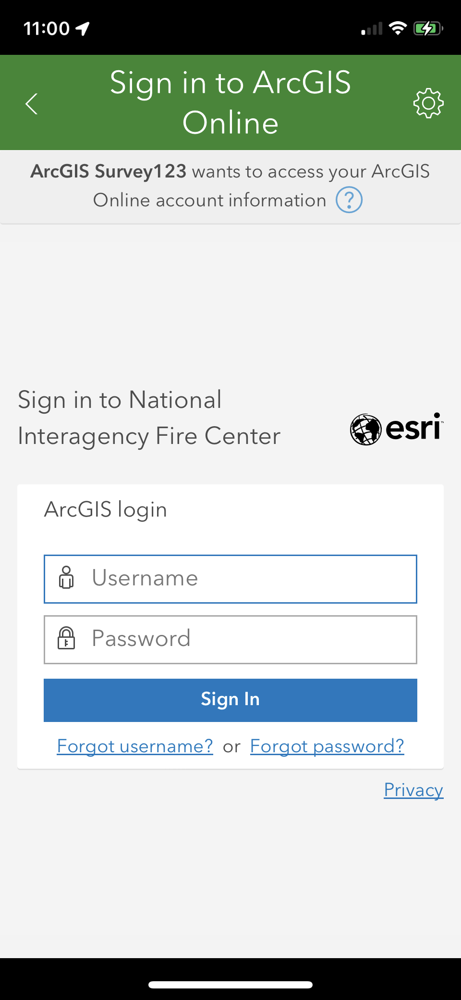 11:00
Sign in to ArcGIS
Online
ArcGIS Survey123 wants to access your ArcGIS
Online account information ?
Sign in to National
Interagency Fire Center
esri™
ArcGIS login
Username
Password
Sign In
Forgot username? or Forgot password?
Privacy